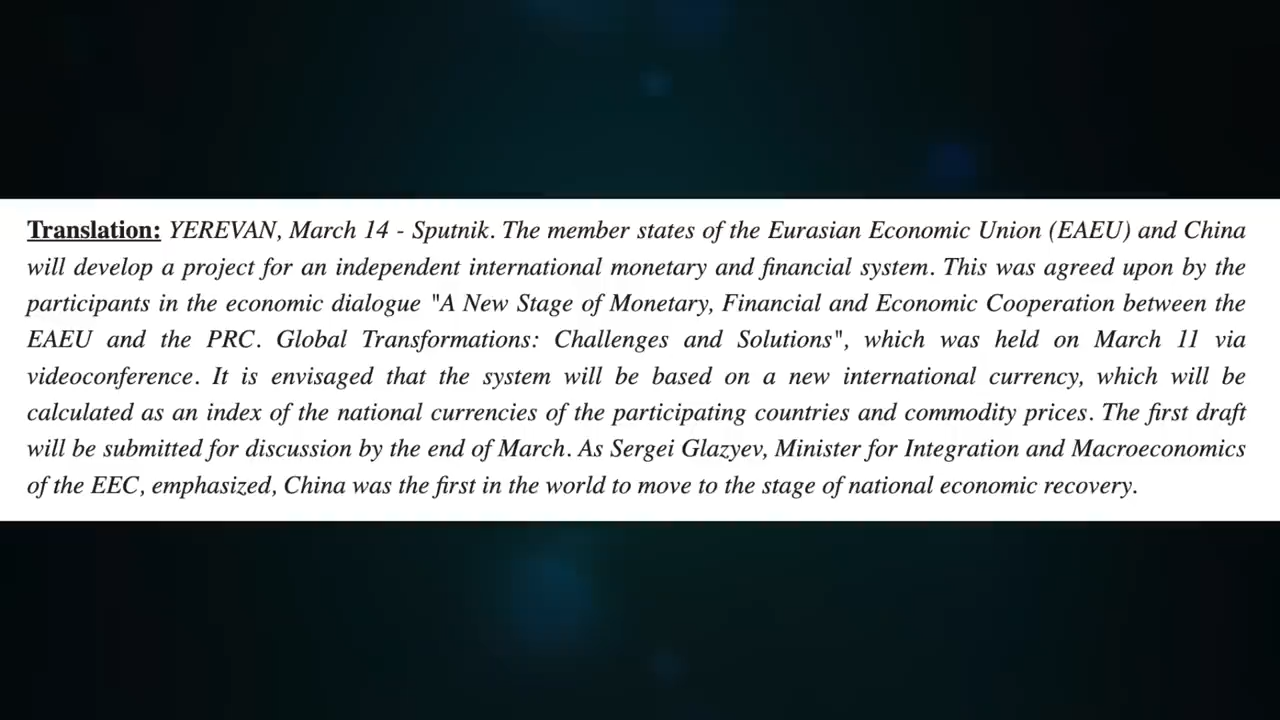 Translation: YEREVAN, March 14 - Sputnik. The member states of the Eurasian Economic Union (EAEU) and China
will develop a project for an independent international monetary and financial system. This was agreed upon by the
participants in the economic dialogue "A New Stage of Monetary, Financial and Economic Cooperation between the
EAEU and the PRC. Global Transformations: Challenges and Solutions", which was held on March 11 via
videoconference. It is envisaged that the system will be based on a new international currency, which will be
calculated as an index of the national currencies of the participating countries and commodity prices. The first draft
will be submitted for discussion by the end of March. As Sergei Glazyev, Minister for Integration and Macroeconomics
of the EEC, emphasized, China was the first in the world to move to the stage of national economic recovery.